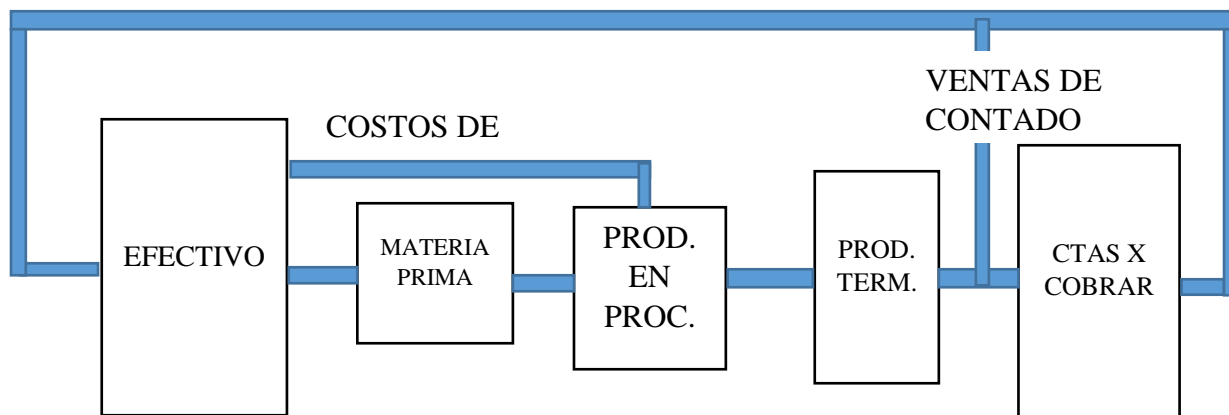 VENTAS DE
CONTADO
COSTOS DE
EFECTIVO
MATERIA
PRIMA
PROD.
EN
PROC.
PROD.
TERM.
CTAS X
COBRAR